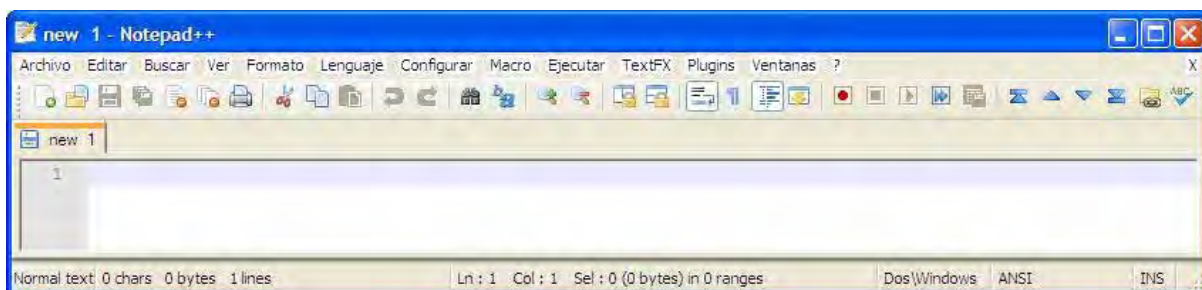 new 1 - Notepad++
Archivo Editar Buscar Ver Formato Lenguaje Configurar Macro Ejecutar TextFX Plugins Ventanas ? X
ABC
new 1
1
Normal text 0 chars 0 bytes 1 lines Ln : 1 Col : 1 Sel : 0 (0 bytes) in 0 ranges Dos\Windows ANSI INS